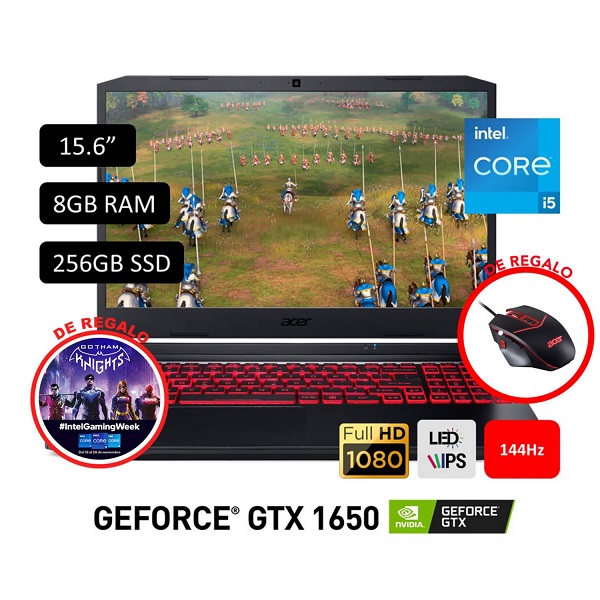 15.6”
8GB RAM
256GB SSD
intel.
CORE
i5
acer
DE REGALO
GOTHAM
KNIGHTS
#IntelGamingWeek
DE REGALO
acer
Full HD
1080
LED
IPS
144Hz
GEFORCE® GTX 1650
NVIDIA.
GEFORCE
GTX